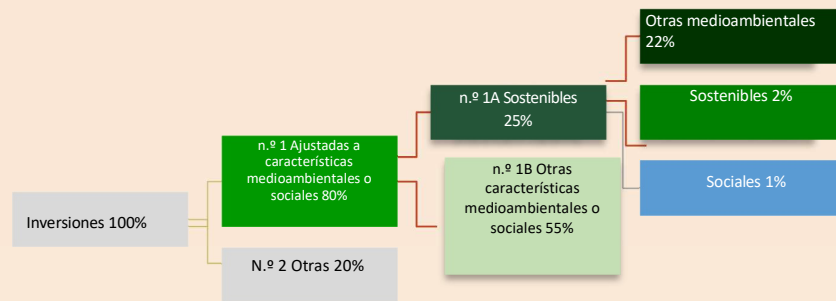 Otras medioambientales
22%
n.º 1A Sostenibles
25%
Sostenibles 2%
n.º 1 Ajustadas a
características
medioambientales o
sociales 80%
n.º 1B Otras
características
medioambientales o
sociales 55%
Sociales 1%
Inversiones 100%
N.º 2 Otras 20%